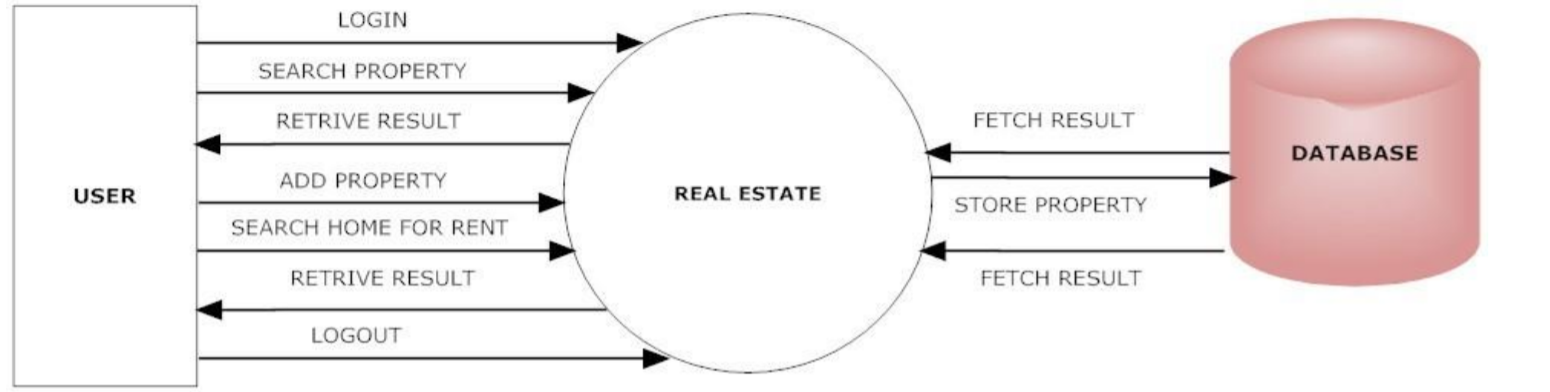 LOGIN
SEARCH PROPERTY
RETRIVE RESULT
ADD PROPERTY
USER
SEARCH HOME FOR RENT
RETRIVE RESULT
LOGOUT
REAL ESTATE
FETCH RESULT
STORE PROPERTY
FETCH RESULT
DATABASE